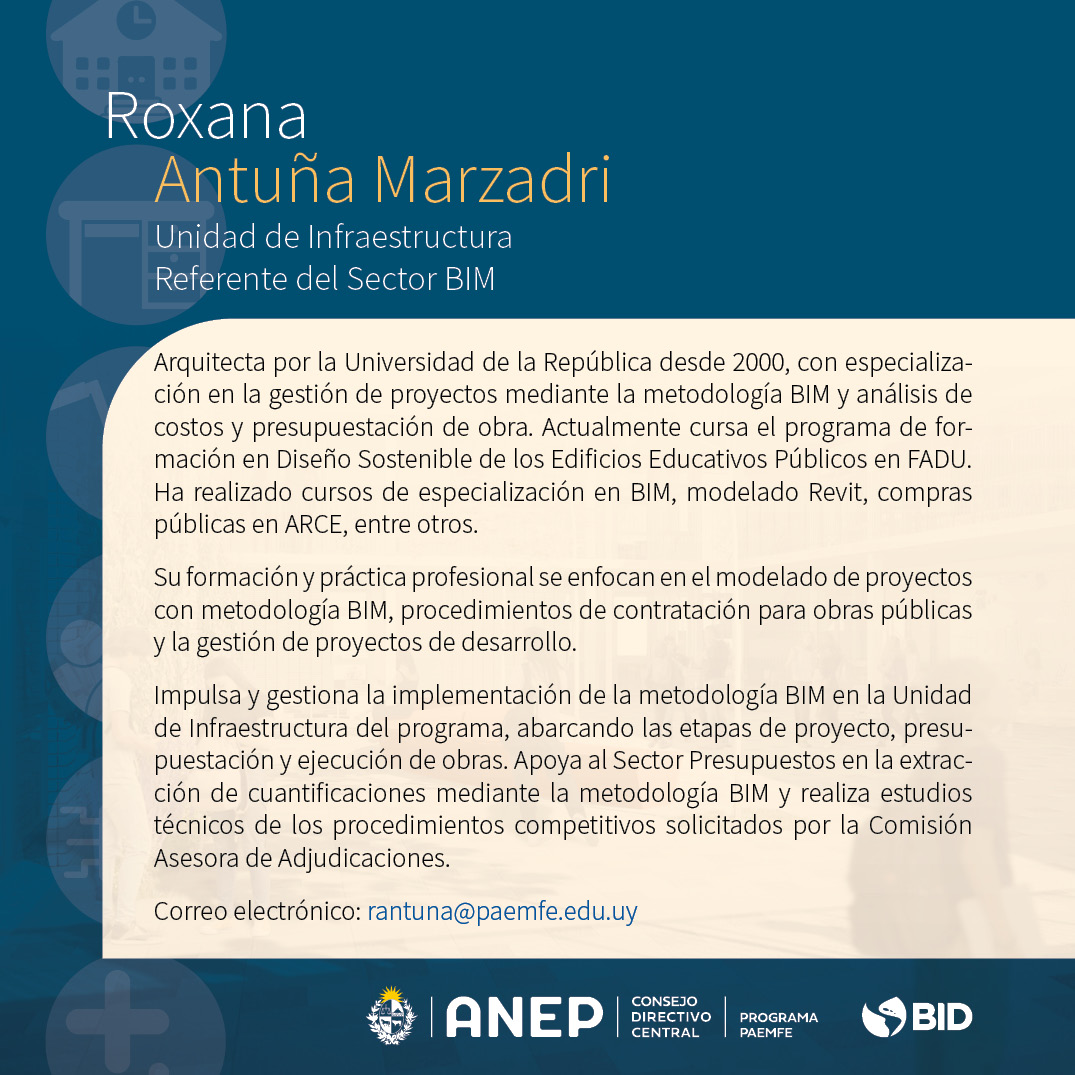 Roxana
Antuña Marzadri
Unidad de Infraestructura
Referente del Sector BIM
Arquitecta por la Universidad de la República desde 2000, con especializa-
ción en la gestión de proyectos mediante la metodología BIM y análisis de
costos y presupuestación de obra. Actualmente cursa el programa de for-
mación en Diseño Sostenible de los Edificios Educativos Públicos en FADU.
Ha realizado cursos de especialización en BIM, modelado Revit, compras
públicas en ARCE, entre otros.
Su formación y práctica profesional se enfocan en el modelado de proyectos
con metodología BIM, procedimientos de contratación para obras públicas
y la gestión de proyectos de desarrollo.
Impulsa y gestiona la implementación de la metodología BIM en la Unidad
de Infraestructura del programa, abarcando las etapas de proyecto, presu-
puestación y ejecución de obras. Apoya al Sector Presupuestos en la extrac-
ción de cuantificaciones mediante la metodología BIM y realiza estudios
técnicos de los procedimientos competitivos solicitados por la Comisión
Asesora de Adjudicaciones.
Correo electrónico: rantuna@paemfe.edu.uy
ANEP
CONSEJO
DIRECTIVO
CENTRAL
PROGRAMA
PAEMFE
BID